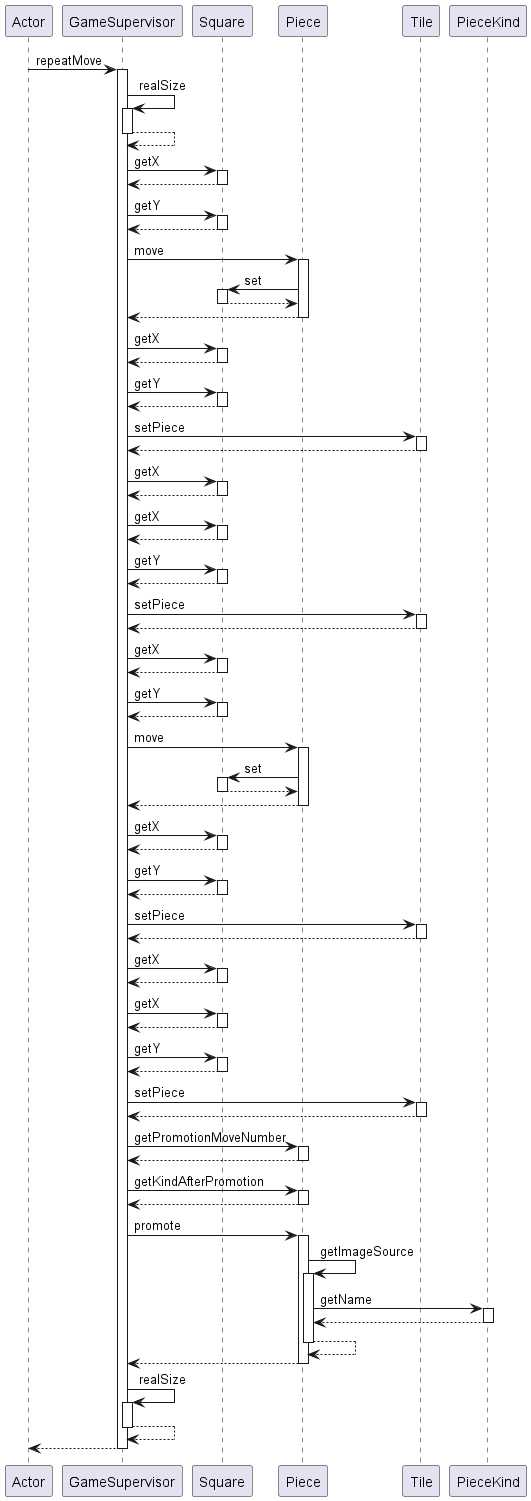 Actor GameSupervisor Square Piece Tile PieceKind
repeatMove
realSize
getX
getY
move
set
getX
getY
setPiece
getX
getX
getY
setPiece
getX
getY
move
set
getX
getY
setPiece
getX
getX
getY
setPiece
getPromotionMoveNumber
getKindAfterPromotion
promote
getImageSource
getName
realSize
Actor GameSupervisor Square Piece Tile PieceKind